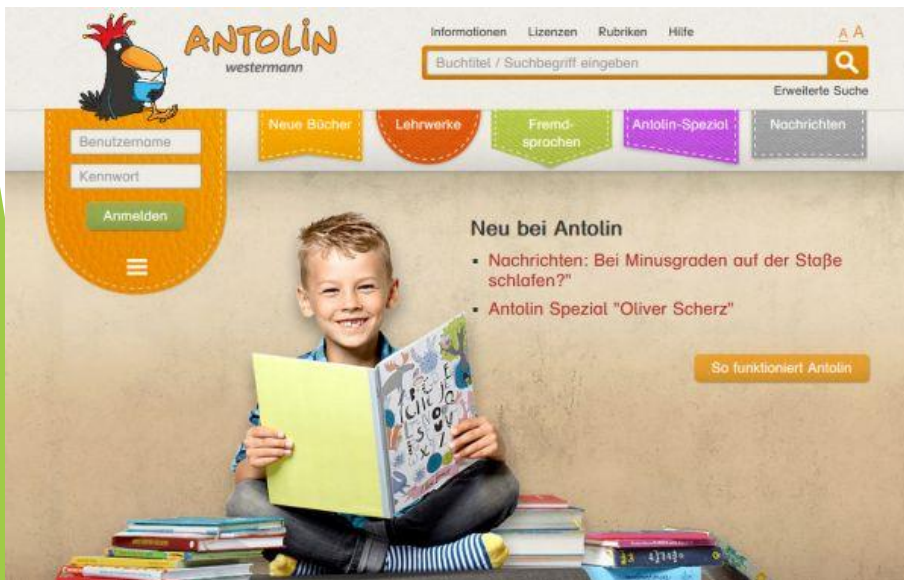 ANTOLIN
westermann
Informationen Lizenzen Rubriken Hilfe A A
Buchtitel / Suchbegriff eingeben
Erweiterte Suche
Benutzername
Kennwort
Anmelden
Neue Bücher
Lehrwerke
Fremd-
sprachen
Antolin-Spezial
Nachrichten
Neu bei Antolin
▪ Nachrichten: Bei Minusgraden auf der Staße
schlafen?"
▪ Antolin Spezial "Oliver Scherz"
So funktioniert Antolin